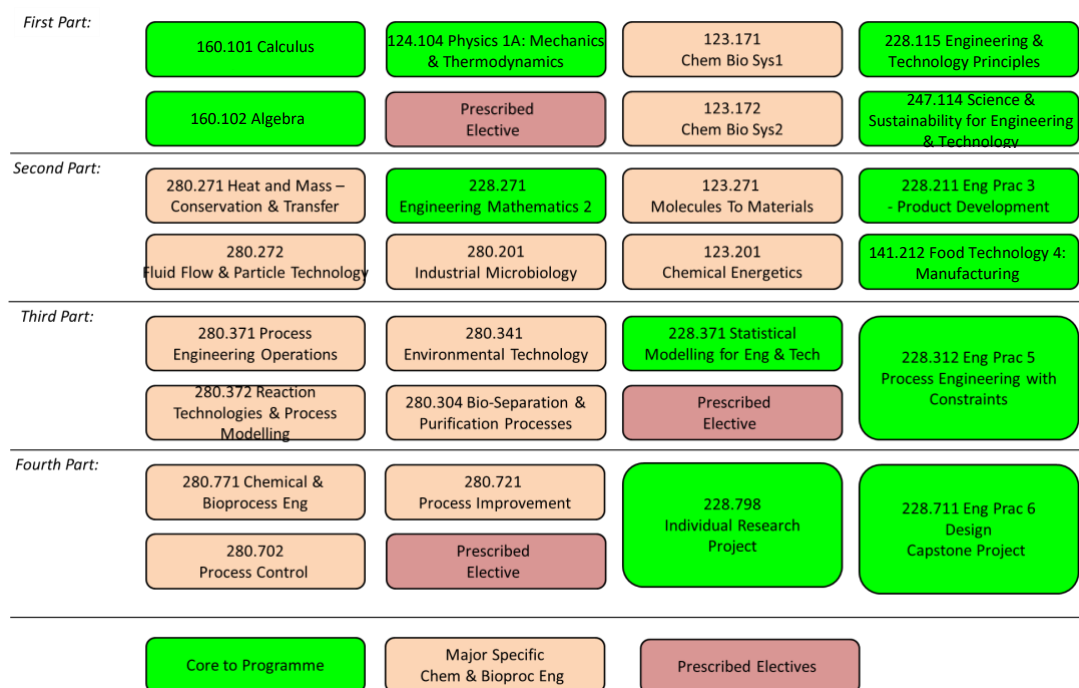 First Part:
160.101 Calculus
124.104 Physics 1A: Mechanics
& Thermodynamics
123.171
Chem Bio Sys1
228.115 Engineering &
Technology Principles
160.102 Algebra
Prescribed
Elective
123.172
Chem Bio Sys2
247.114 Science &
Sustainability for Engineering
& Technology
Second Part:
280.271 Heat and Mass –
Conservation & Transfer
228.271
Engineering Mathematics 2
123.271
Molecules To Materials
228.211 Eng Prac 3
- Product Development
280.272
Fluid Flow & Particle Technology
280.201
Industrial Microbiology
123.201
Chemical Energetics
141.212 Food Technology 4:
Manufacturing
Third Part:
280.371 Process
Engineering Operations
280.341
Environmental Technology
228.371 Statistical
Modelling for Eng & Tech
228.312 Eng Prac 5
Process Engineering with
Constraints
280.372 Reaction
Technologies & Process
Modelling
280.304 Bio-Separation &
Purification Processes
Prescribed
Elective
Fourth Part:
280.771 Chemical &
Bioprocess Eng
280.721
Process Improvement
228.798
Individual Research
Project
228.711 Eng Prac 6
Design
Capstone Project
280.702
Process Control
Prescribed
Elective
Core to Programme
Major Specific
Chem & Bioproc Eng
Prescribed Electives